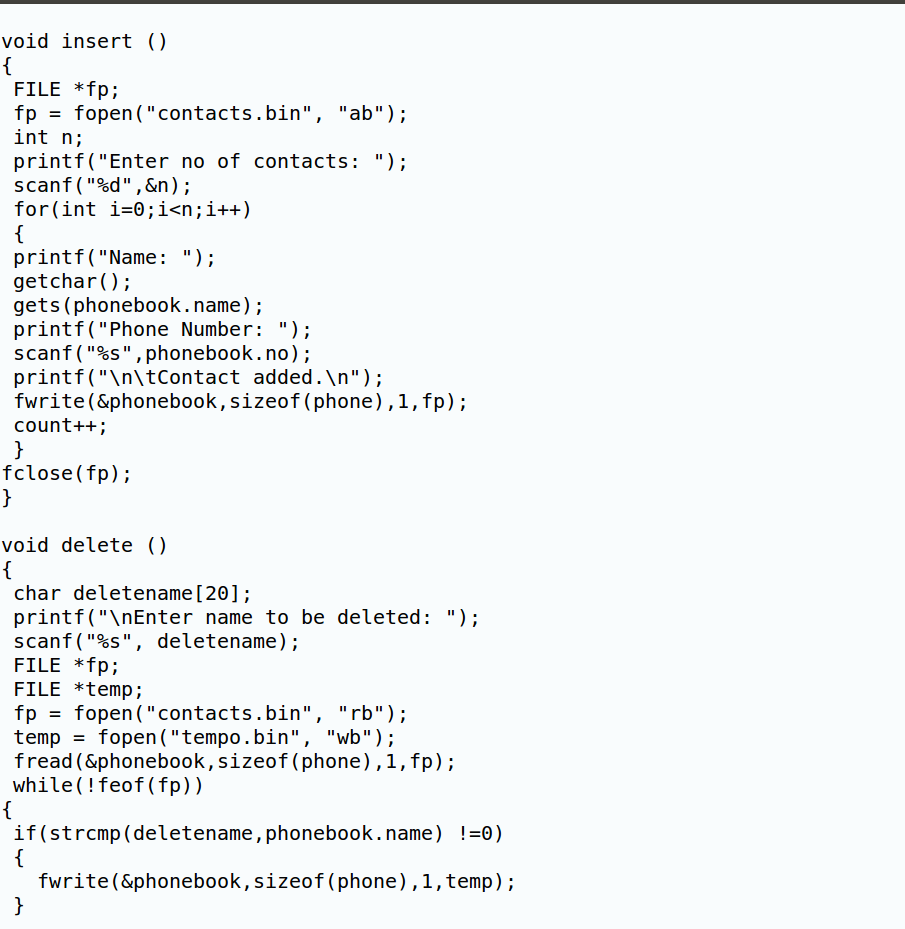 void insert ()
{
 FILE *fp;
 fp = fopen("contacts.bin", "ab");
 int n;
 printf("Enter no of contacts: ");
 scanf("%d",&n);
 for(int i=0;i<n;i++)
 {
 printf("Name: ");
 getchar();
 gets(phonebook.name);
 printf("Phone Number: ");
 scanf("%s",phonebook.no);
 printf("\n\tContact added.\n");
 fwrite(&phonebook,sizeof(phone),1,fp);
 count++;
 }
fclose(fp);
}

void delete ()
{
 char deletename[20];
 printf("\nEnter name to be deleted: ");
 scanf("%s", deletename);
 FILE *fp;
 FILE *temp;
 fp = fopen("contacts.bin", "rb");
 temp = fopen("tempo.bin", "wb");
 fread(&phonebook,sizeof(phone),1,fp);
 while(!feof(fp))
{
 if(strcmp(deletename,phonebook.name) !=0)
 {
   fwrite(&phonebook,sizeof(phone),1,temp);
 }